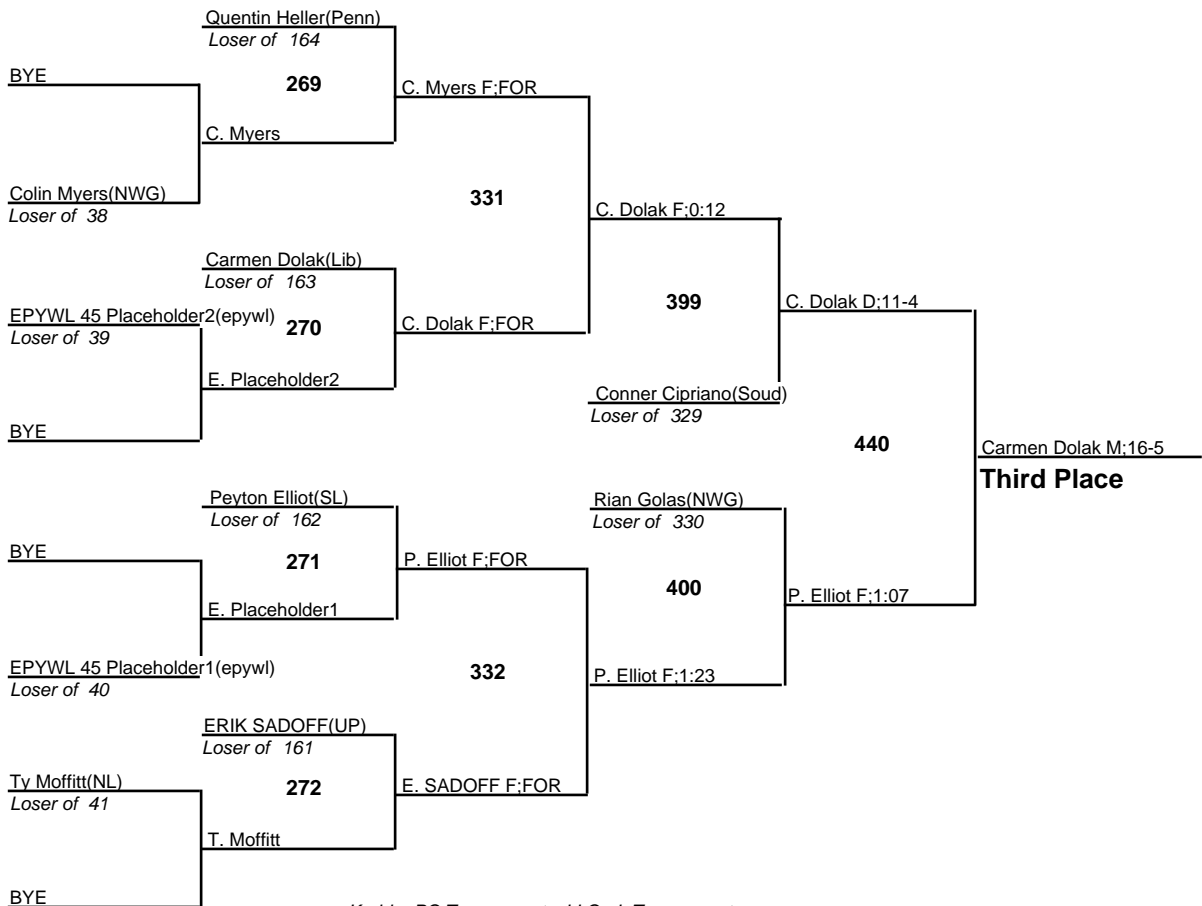 Quentin Heller(Penn)
Loser of 164
BYE
269
C. Myers F;FOR
C. Myers
Colin Myers(NWG)
Loser of 38
331
C. Dolak F;0:12
Carmen Dolak(Lib)
Loser of 163
EPYWL 45 Placeholder2(epywl)
Loser of 39
270
C. Dolak F;FOR
399
C. Dolak D;11-4
E. Placeholder2
BYE
Conner Cipriano(Soud)
Loser of 329
440
Carmen Dolak M;16-5
Third Place
Peyton Elliot(SL)
Loser of 162
Rian Golas(NWG)
Loser of 330
BYE
271
P. Elliot F;FOR
400
P. Elliot F;1:07
E. Placeholder1
EPYWL 45 Placeholder1(epywl)
Loser of 40
332
P. Elliot F;1:23
ERIK SADOFF(UP)
Loser of 161
Ty Moffitt(NL)
Loser of 41
272
E. SADOFF F;FOR
T. Moffitt
BYE